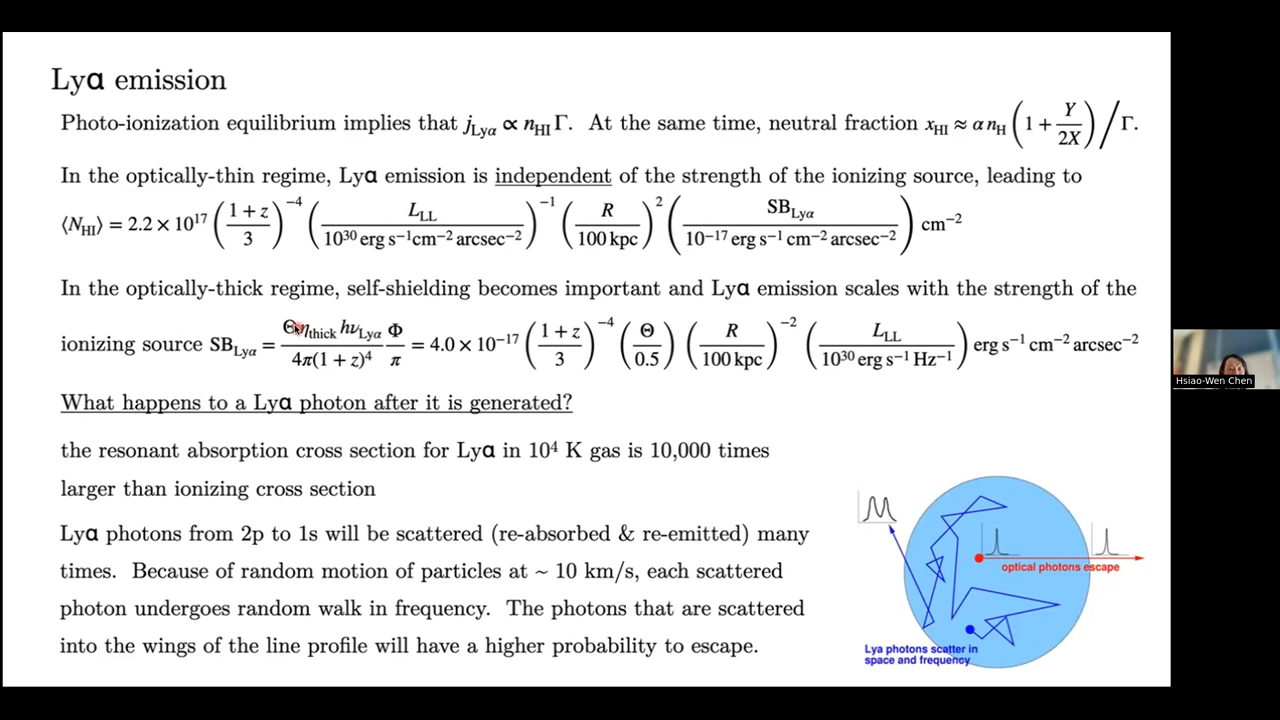 Lyα emission
Photo-ionization equilibrium implies that j_Lyα ∝ n_HI Γ. At the same time, neutral fraction x_HI ≈ α n_H (1 + Y/2X) / Γ.
In the optically-thin regime, Lyα emission is independent of the strength of the ionizing source, leading to
⟨N_HI⟩ = 2.2 × 10^17 ((1 + z)/3)^−4 (L_LL / 10^30 erg s^−1 cm^−2 arcsec^−2)^−1 (R / 100 kpc)^2 (SB_Lyα / 10^−17 erg s^−1 cm^−2 arcsec^−2) cm^−2
In the optically-thick regime, self-shielding becomes important and Lyα emission scales with the strength of the
ionizing source SB_Lyα = (Θ η_thick hν_Lyα / 4π(1 + z)^4) (Φ/π) = 4.0 × 10^−17 ((1 + z)/3)^−4 (Θ/0.5) (R / 100 kpc)^−2 (L_LL / 10^30 erg s^−1 Hz^−1) erg s^−1 cm^−2 arcsec^−2
What happens to a Lyα photon after it is generated?
the resonant absorption cross section for Lyα in 10^4 K gas is 10,000 times
larger than ionizing cross section
Lyα photons from 2p to 1s will be scattered (re-absorbed & re-emitted) many
times. Because of random motion of particles at ~ 10 km/s, each scattered
photon undergoes random walk in frequency. The photons that are scattered
into the wings of the line profile will have a higher probability to escape.
optical photons escape
Lya photons scatter in
space and frequency
Hsiao-Wen Chen